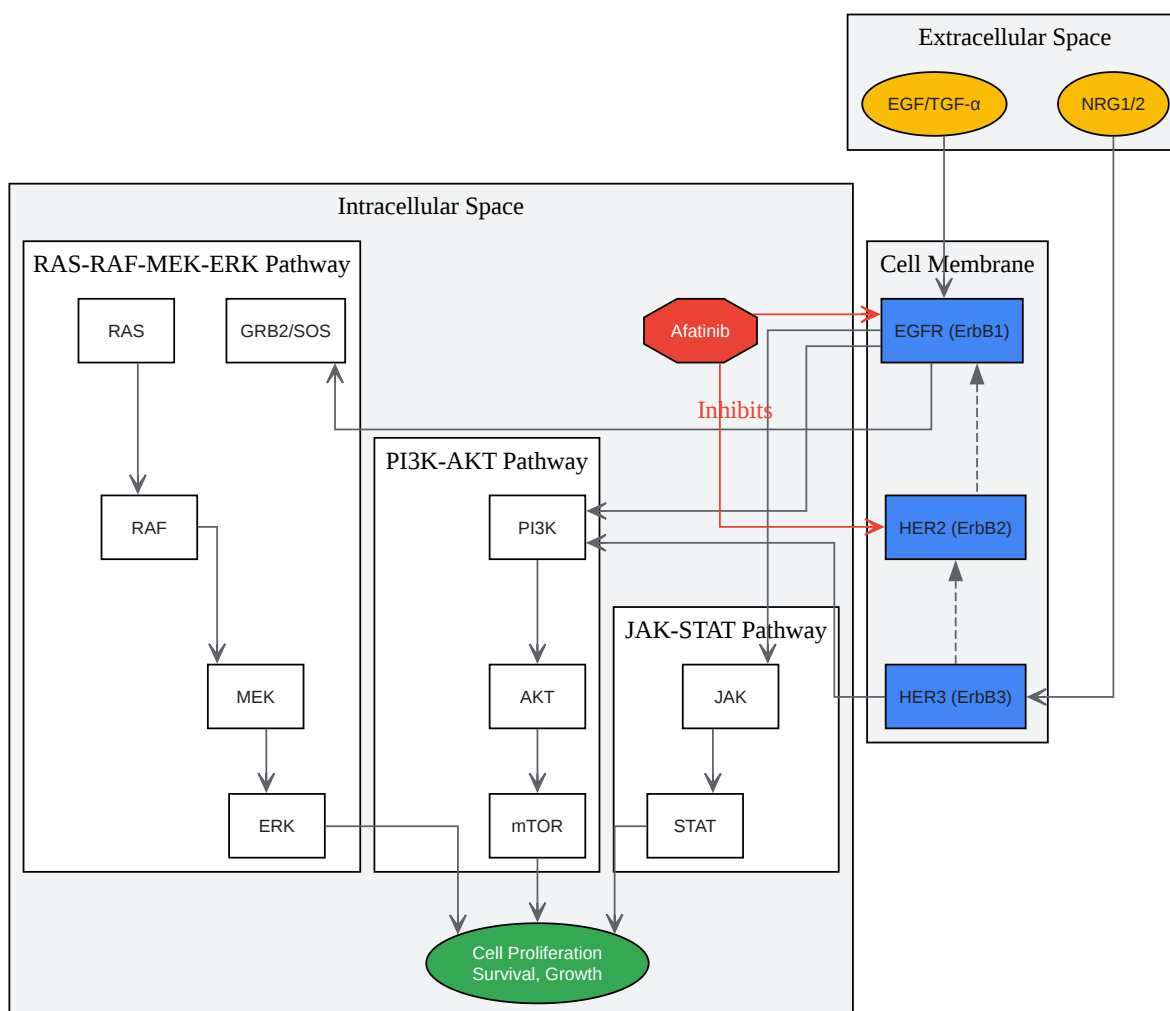 Extracellular Space
EGF/TGF-α
NRG1/2
Intracellular Space
RAS-RAF-MEK-ERK Pathway
Cell Membrane
RAS
GRB2/SOS
Afatinib
EGFR (ErbB1)
Inhibits
PI3K-AKT Pathway
RAF
PI3K
HER2 (ErbB2)
JAK-STAT Pathway
MEK
AKT
JAK
HER3 (ErbB3)
ERK
mTOR
STAT
Cell Proliferation
Survival, Growth